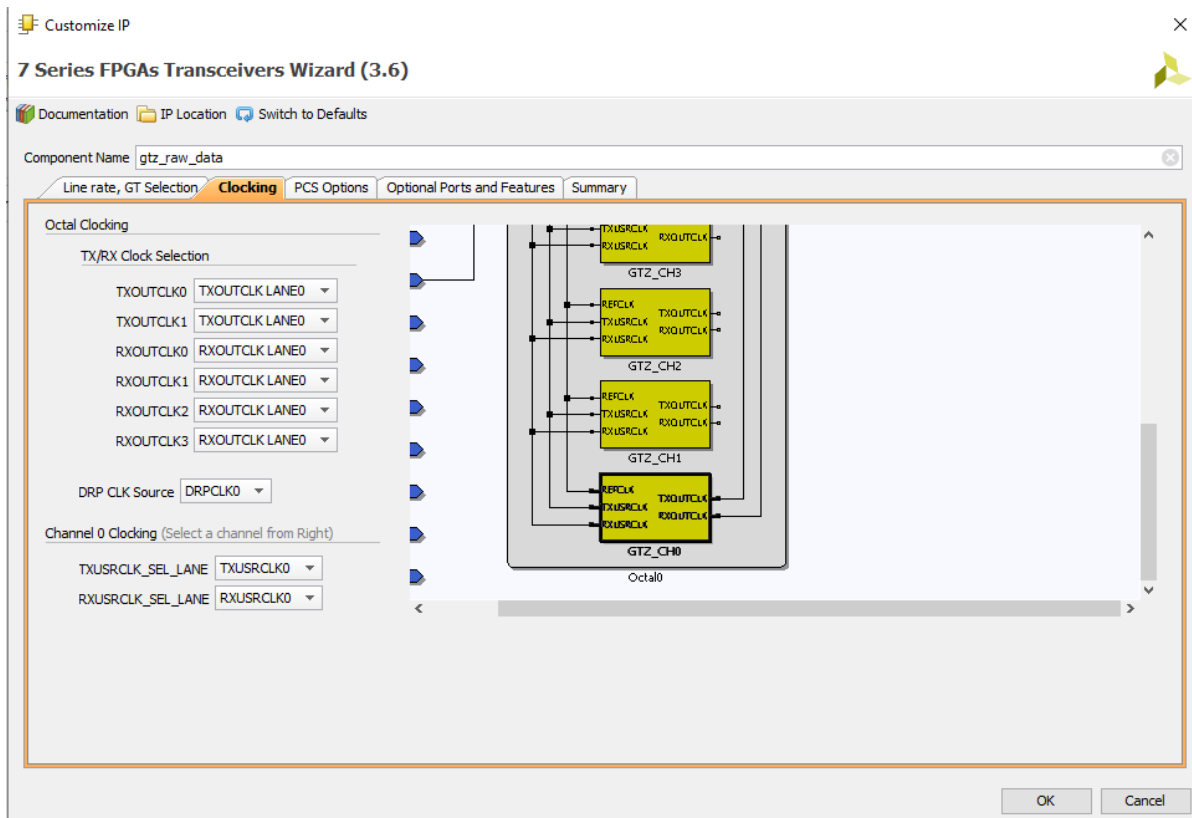 Customize IP
7 Series FPGAs Transceivers Wizard (3.6)
Documentation IP Location Switch to Defaults
Component Name gtz_raw_data
Line rate, GT Selection Clocking PCS Options Optional Ports and Features Summary
Octal Clocking
TX/RX Clock Selection
TXOUTCLK0 TXOUTCLK LANE0
TXOUTCLK1 TXOUTCLK LANE0
RXOUTCLK0 RXOUTCLK LANE0
RXOUTCLK1 RXOUTCLK LANE0
RXOUTCLK2 RXOUTCLK LANE0
RXOUTCLK3 RXOUTCLK LANE0
DRP CLK Source DRPCLK0
Channel 0 Clocking (Select a channel from Right)
TXUSRCLK_SEL_LANE TXUSRCLK0
RXUSRCLK_SEL_LANE RXUSRCLK0
TXUSRCLK
RXUSRCLK RXOUTCLK
GTZ_CH3
REFCLK
TXUSRCLK TXOUTCLK
RXUSRCLK RXOUTCLK
GTZ_CH2
REFCLK
TXUSRCLK TXOUTCLK
RXUSRCLK RXOUTCLK
GTZ_CH1
REFCLK
TXUSRCLK TXOUTCLK
RXUSRCLK RXOUTCLK
GTZ_CH0
Octal0
OK Cancel